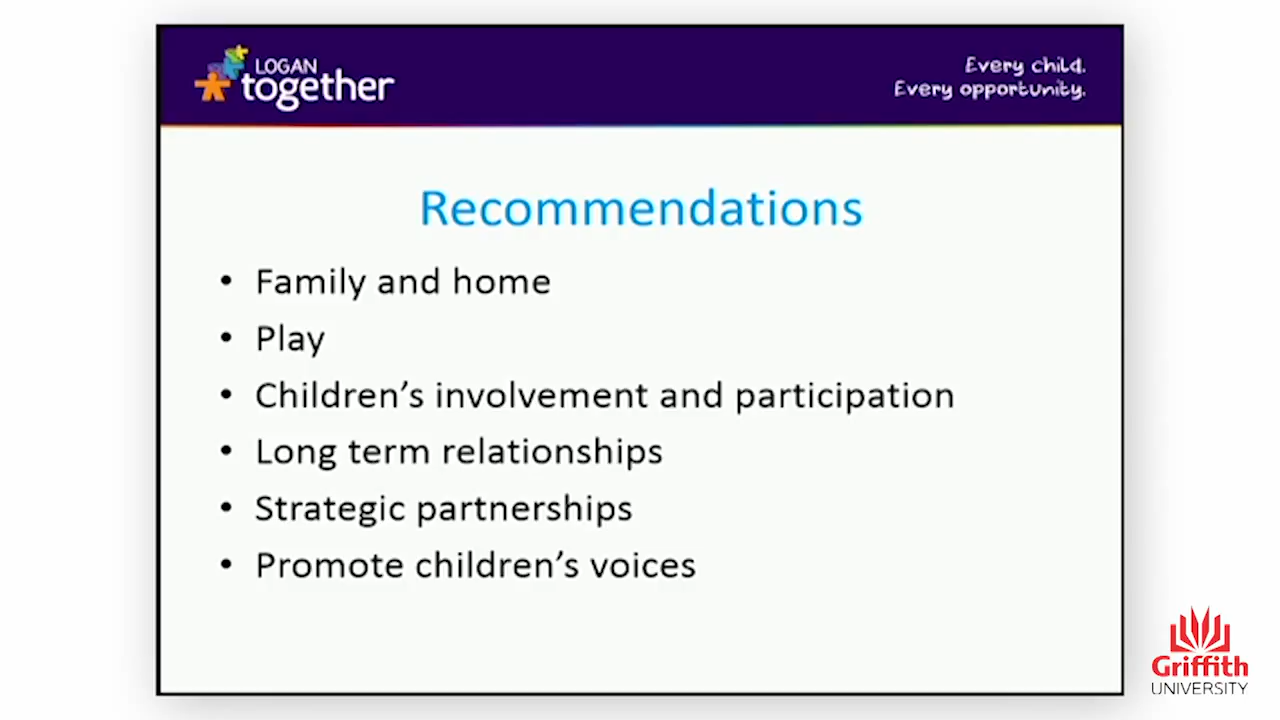 LOGAN
together
Every child.
Every opportunity.
Recommendations
• Family and home
• Play
• Children’s involvement and participation
• Long term relationships
• Strategic partnerships
• Promote children’s voices
Griffith
UNIVERSITY